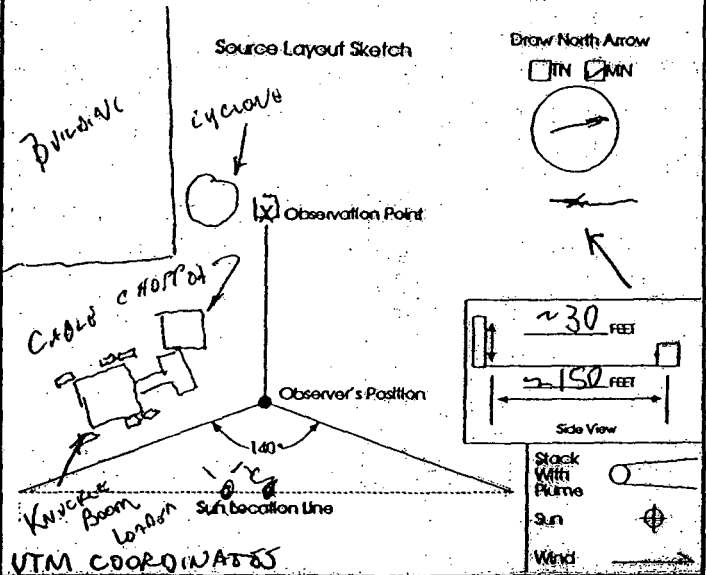 Source Layout Sketch
Draw North Arrow
TN MN
BUILDING
CYCLONE
X Observation Point
CABLE CHOPPER
~30 FEET
~150 FEET
Side View
Observer's Position
140°
Sun Location Line
KNUCKLE
BOOM
LOADER
Stack
With
Plume
Sun
Wind
UTM COORDINATES